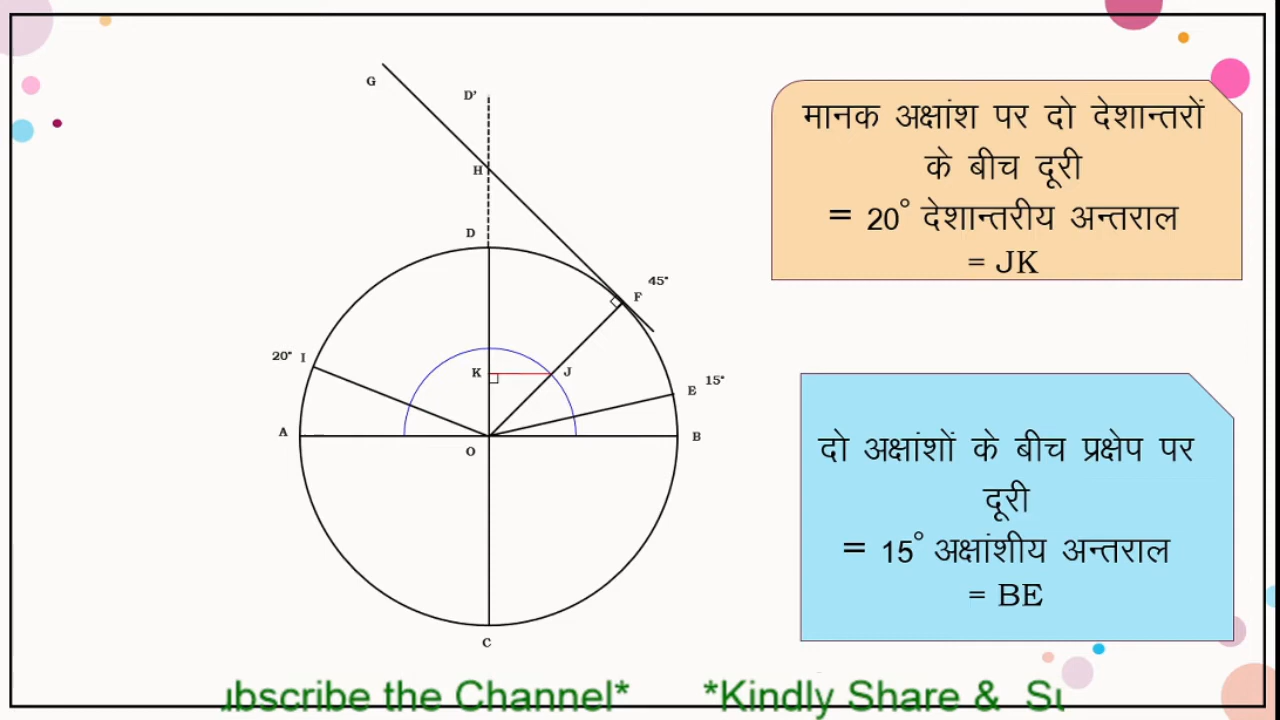 G
D'
H
D
45°
F
20° I
K
J
E 15°
A
B
O
C
मानक अक्षांश पर दो देशान्तरों
के बीच दूरी
= 20° देशान्तरीय अन्तराल
= JK
दो अक्षांशों के बीच प्रक्षेप पर
दूरी
= 15° अक्षांशीय अन्तराल
= BE
ubscribe the Channel* *Kindly Share & Su